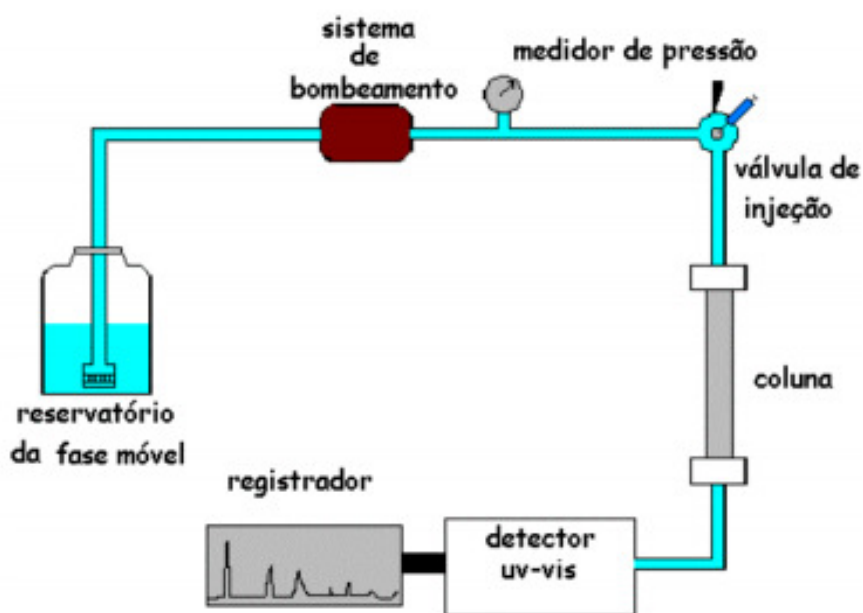 sistema
de
bombeamento
medidor de pressão
válvula de
injeção
coluna
reservatório
da fase móvel
registrador
detector
uv-vis